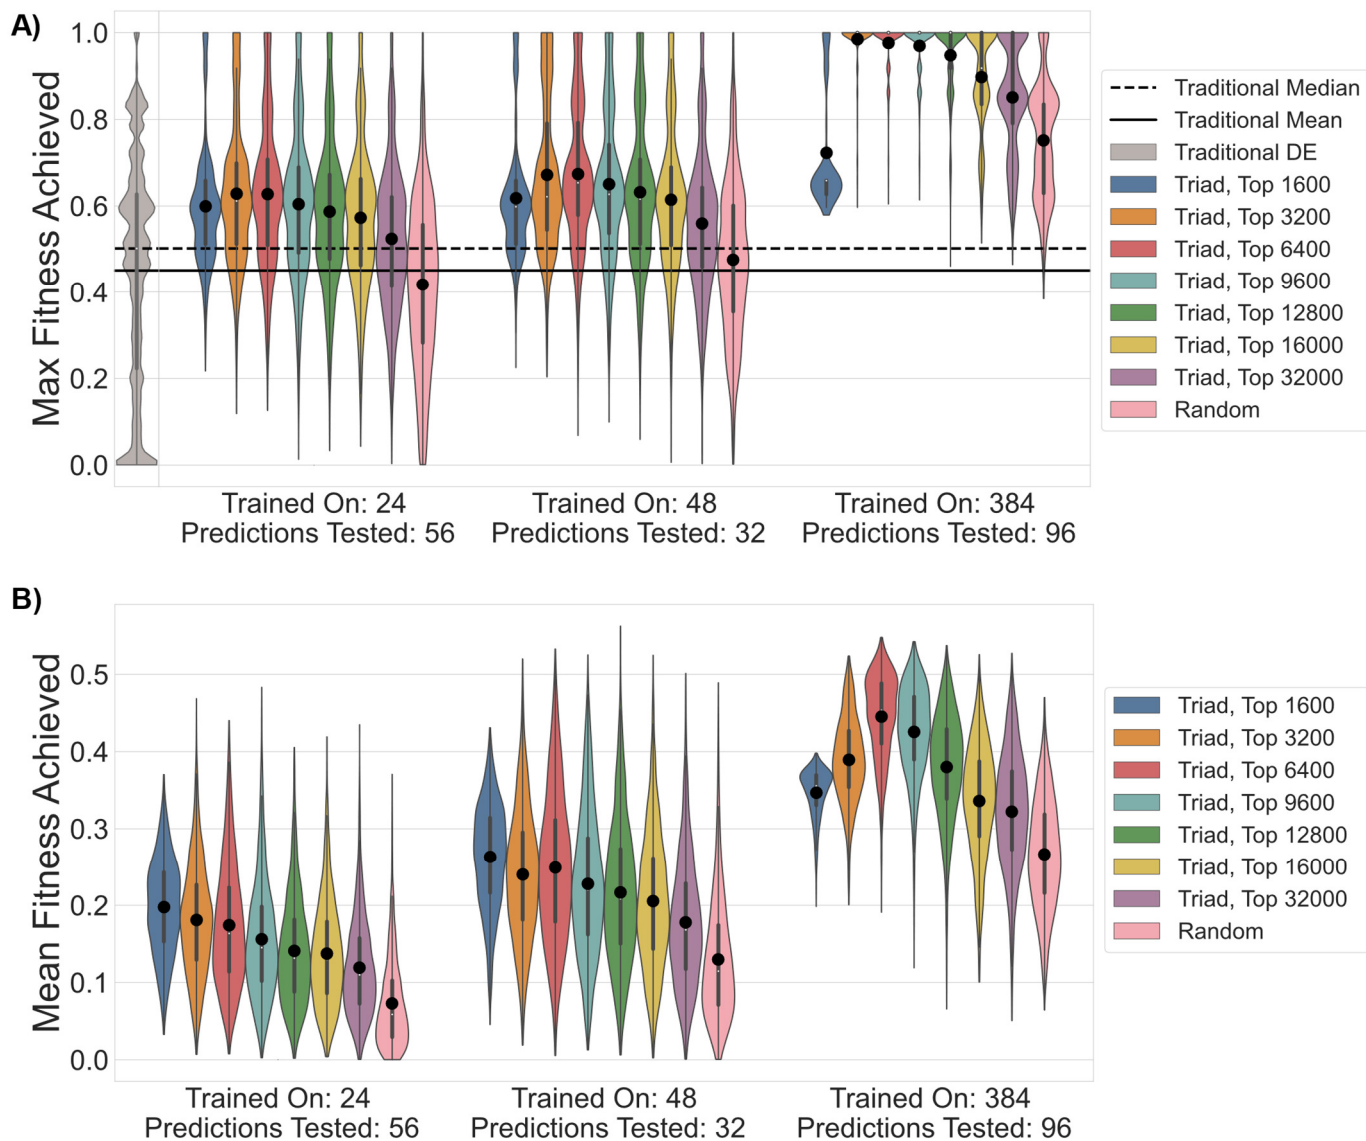 A)
Max Fitness Achieved
1.0
0.8
0.6
0.4
0.2
0.0
Trained On: 24
Predictions Tested: 56
Trained On: 48
Predictions Tested: 32
Trained On: 384
Predictions Tested: 96
Traditional Median
Traditional Mean
Traditional DE
Triad, Top 1600
Triad, Top 3200
Triad, Top 6400
Triad, Top 9600
Triad, Top 12800
Triad, Top 16000
Triad, Top 32000
Random
B)
Mean Fitness Achieved
0.5
0.4
0.3
0.2
0.1
0.0
Trained On: 24
Predictions Tested: 56
Trained On: 48
Predictions Tested: 32
Trained On: 384
Predictions Tested: 96
Triad, Top 1600
Triad, Top 3200
Triad, Top 6400
Triad, Top 9600
Triad, Top 12800
Triad, Top 16000
Triad, Top 32000
Random